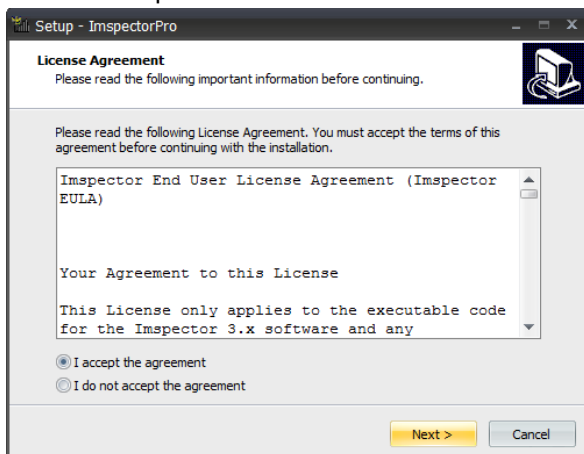 Setup - ImspectorPro
License Agreement
Please read the following important information before continuing.
Please read the following License Agreement. You must accept the terms of this
agreement before continuing with the installation.
Imspector End User License Agreement (Imspector
EULA)
Your Agreement to this License
This License only applies to the executable code
for the Imspector 3.x software and any
I accept the agreement
I do not accept the agreement
Next >
Cancel